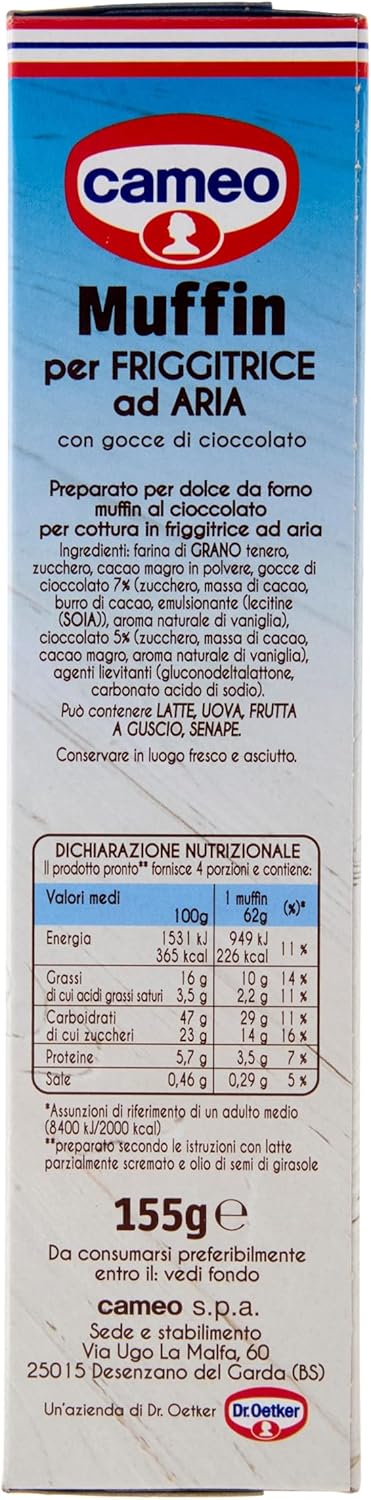 cameo
Muffin
per FRIGGITRICE
ad ARIA
con gocce di cioccolato
Preparato per dolce da forno
muffin al cioccolato
per cottura in friggitrice ad aria
Ingredienti: farina di GRANO tenero,
zucchero, cacao magro in polvere, gocce di
cioccolato 7% (zucchero, massa di cacao,
burro di cacao, emulsionante (lecitine
(SOIA)), aroma naturale di vaniglia),
cioccolato 5% (zucchero, massa di cacao,
cacao magro, aroma naturale di vaniglia),
agenti lievitanti (gluconodeltalattone,
carbonato acido di sodio).
Può contenere LATTE, UOVA, FRUTTA
A GUSCIO, SENAPE.
Conservare in luogo fresco e asciutto.
DICHIARAZIONE NUTRIZIONALE
Il prodotto pronto** fornisce 4 porzioni e contiene:
Valori medi 100g 1 muffin 62g (%)*
Energia 1531 kJ 949 kJ 11 %
365 kcal 226 kcal
Grassi 16 g 10 g 14 %
di cui acidi grassi saturi 3,5 g 2,2 g 11 %
Carboidrati 47 g 29 g 11 %
di cui zuccheri 23 g 14 g 16 %
Proteine 5,7 g 3,5 g 7 %
Sale 0,46 g 0,29 g 5 %
*Assunzioni di riferimento di un adulto medio
(8400 kJ/2000 kcal)
**preparato secondo le istruzioni con latte
parzialmente scremato e olio di semi di girasole
155g e
Da consumarsi preferibilmente
entro il: vedi fondo
cameo s.p.a.
Sede e stabilimento
Via Ugo La Malfa, 60
25015 Desenzano del Garda (BS)
Un'azienda di Dr. Oetker Dr.Oetker